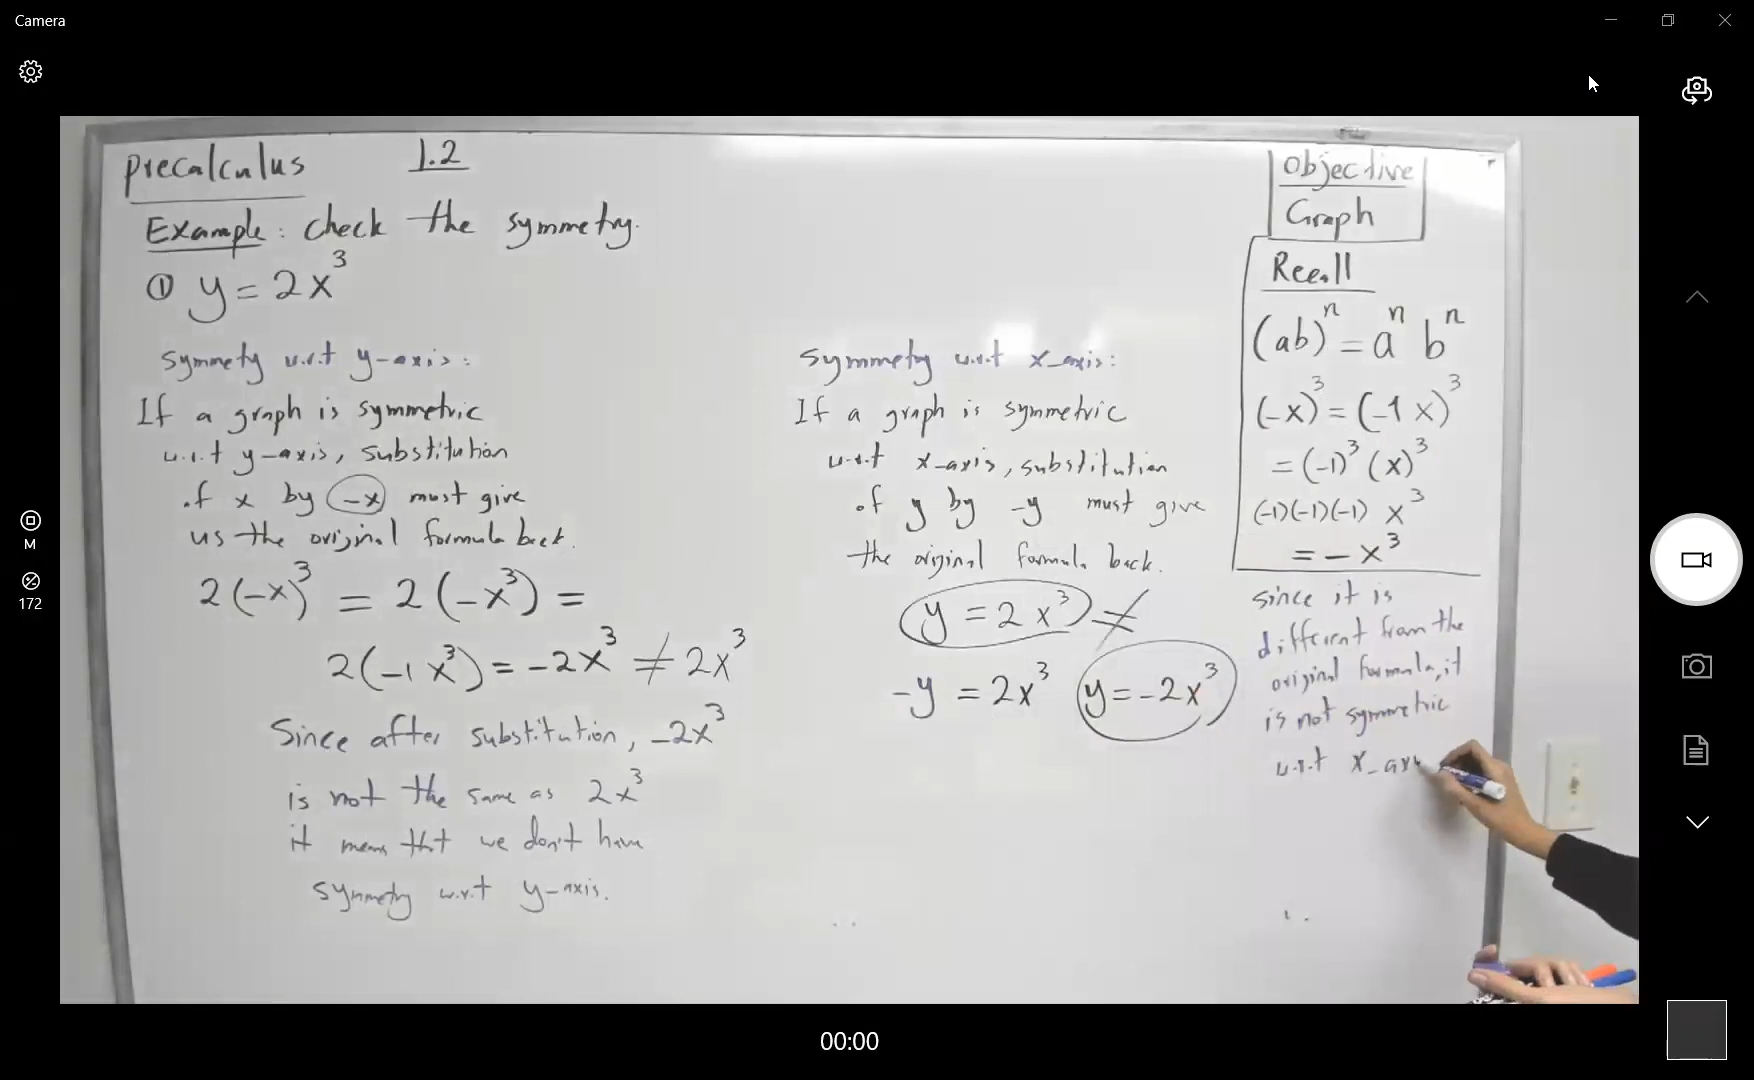 Camera
precalculus 1.2
Example: check the symmetry.
① y = 2x³
symmety w.r.t y-axis:
If a graph is symmetric
w.r.t y-axis, substitution
of x by -x must give
us the original formula back.
2(-x)³ = 2(-x³) =
2(-1x³) = -2x³ ≠ 2x³
Since after substitution, -2x³
is not the same as 2x³
it means that we don't have
symmetry w.r.t y-axis.
symmetry w.r.t x-axis:
If a graph is symmetric
w.r.t x-axis, substitution
of y by -y must give
the original formula back.
y = 2x³ ≠
-y = 2x³ y = -2x³
Objective
Graph
Recall
(ab)ⁿ = aⁿ bⁿ
(-x)³ = (-1 x)³
= (-1)³ (x)³
(-1)(-1)(-1) x³
= - x³
since it is
different from the
original formula, it
is not symmetric
w.r.t x-axi
M
172
00:00